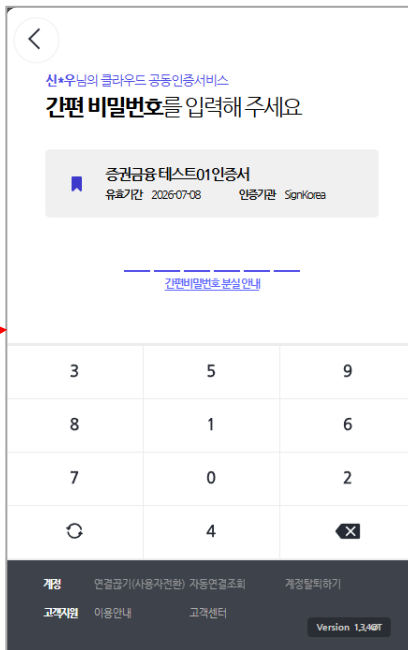 신*우님의 클라우드 공동인증서비스
간편 비밀번호를 입력해 주세요
증권금융 테스트01 인증서
유효기간 2026-07-08 인증기관 SignKorea
간편비밀번호 분실 안내
3 5 9
8 1 6
7 0 2
4
계정 연결끊기(사용자전환) 자동연결조회 계정탈퇴하기
고객지원 이용안내 고객센터
Version